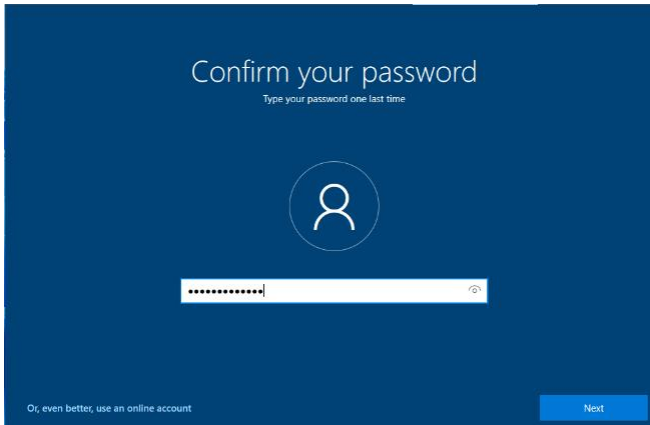 Confirm your password
Type your password one last time
•••••••••••••
Or, even better, use an online account
Next